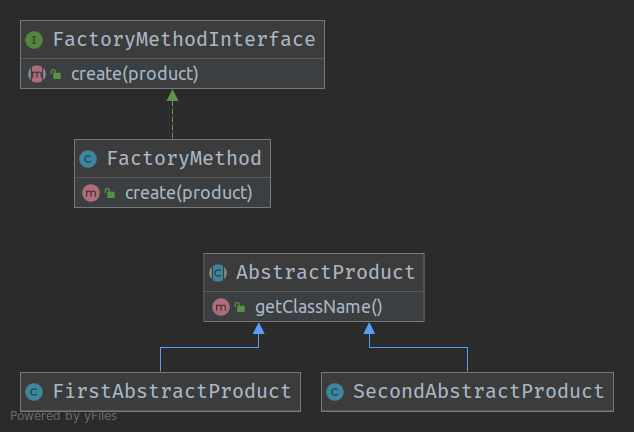 I FactoryMethodInterface
m create(product)
C FactoryMethod
m create(product)
C AbstractProduct
m getClassName()
C FirstAbstractProduct
C SecondAbstractProduct
Powered by yFiles